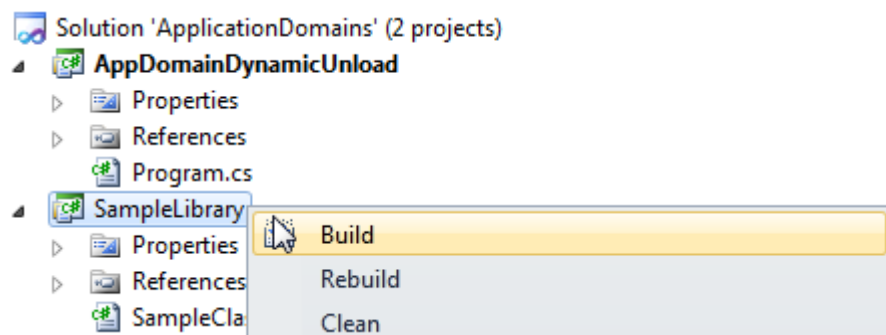 Solution 'ApplicationDomains' (2 projects)
AppDomainDynamicUnload
Properties
References
Program.cs
SampleLibrary
Build
Properties
Rebuild
References
SampleCla
Clean